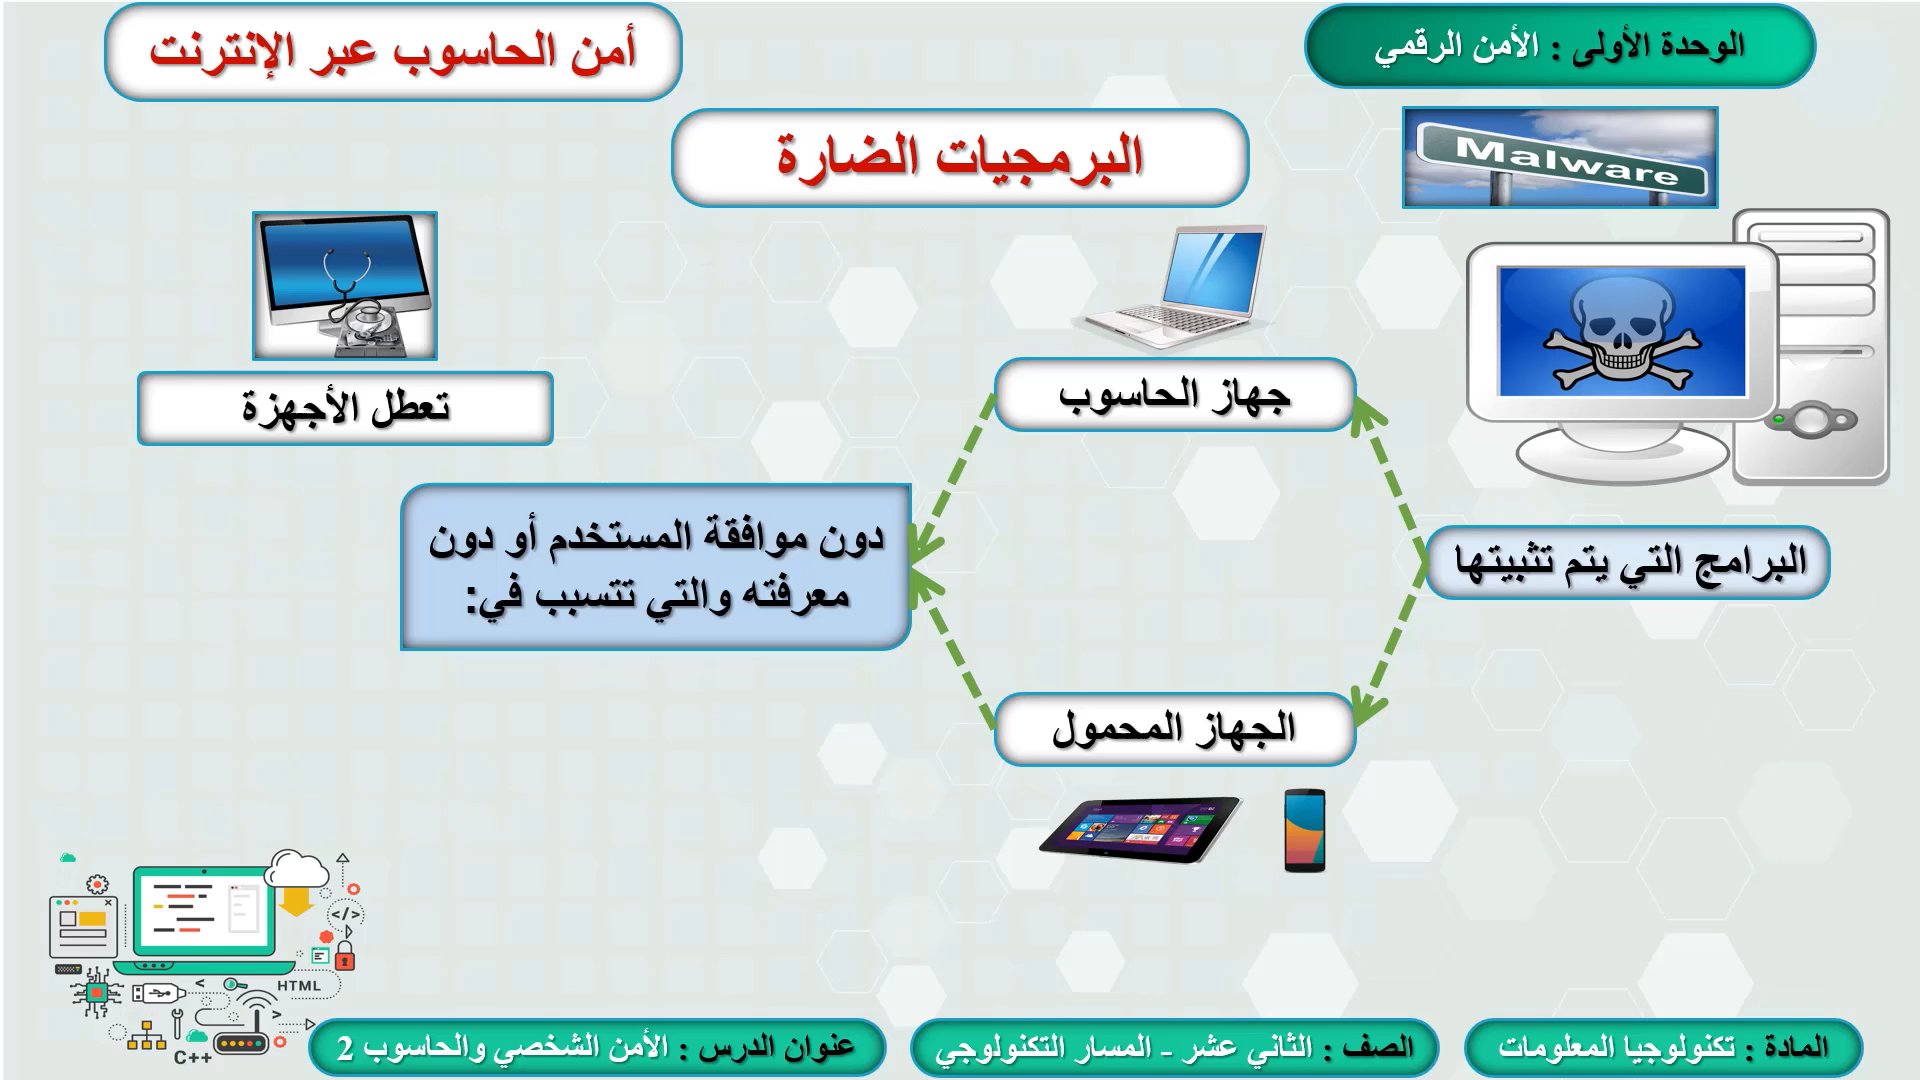 الوحدة الأولى : الأمن الرقمي
أمن الحاسوب عبر الإنترنت
البرمجيات الضارة
Malware
البرامج التي يتم تثبيتها
جهاز الحاسوب
الجهاز المحمول
دون موافقة المستخدم أو دون
معرفته والتي تتسبب في:
تعطل الأجهزة
</>
HTML
C++
المادة : تكنولوجيا المعلومات
الصف : الثاني عشر - المسار التكنولوجي
عنوان الدرس : الأمن الشخصي والحاسوب 2